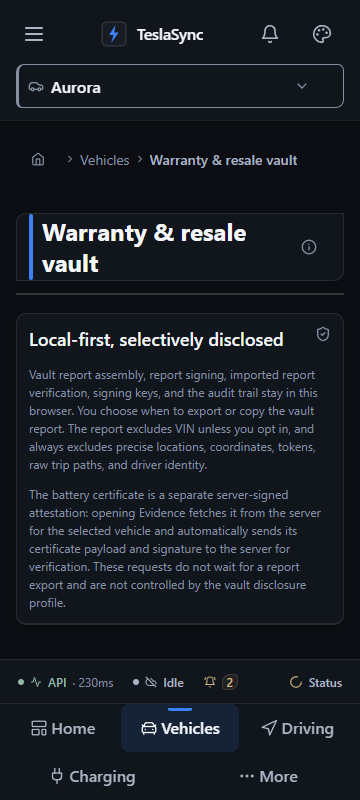 TeslaSync
Aurora
Vehicles
Warranty & resale vault
Warranty & resale
vault
Local-first, selectively disclosed
Vault report assembly, report signing, imported report
verification, signing keys, and the audit trail stay in this
browser. You choose when to export or copy the vault
report. The report excludes VIN unless you opt in, and
always excludes precise locations, coordinates, tokens,
raw trip paths, and driver identity.
The battery certificate is a separate server-signed
attestation: opening Evidence fetches it from the server
for the selected vehicle and automatically sends its
certificate payload and signature to the server for
verification. These requests do not wait for a report
export and are not controlled by the vault disclosure
profile.
API · 230ms Idle 2 Status
Home Vehicles Driving
Charging More